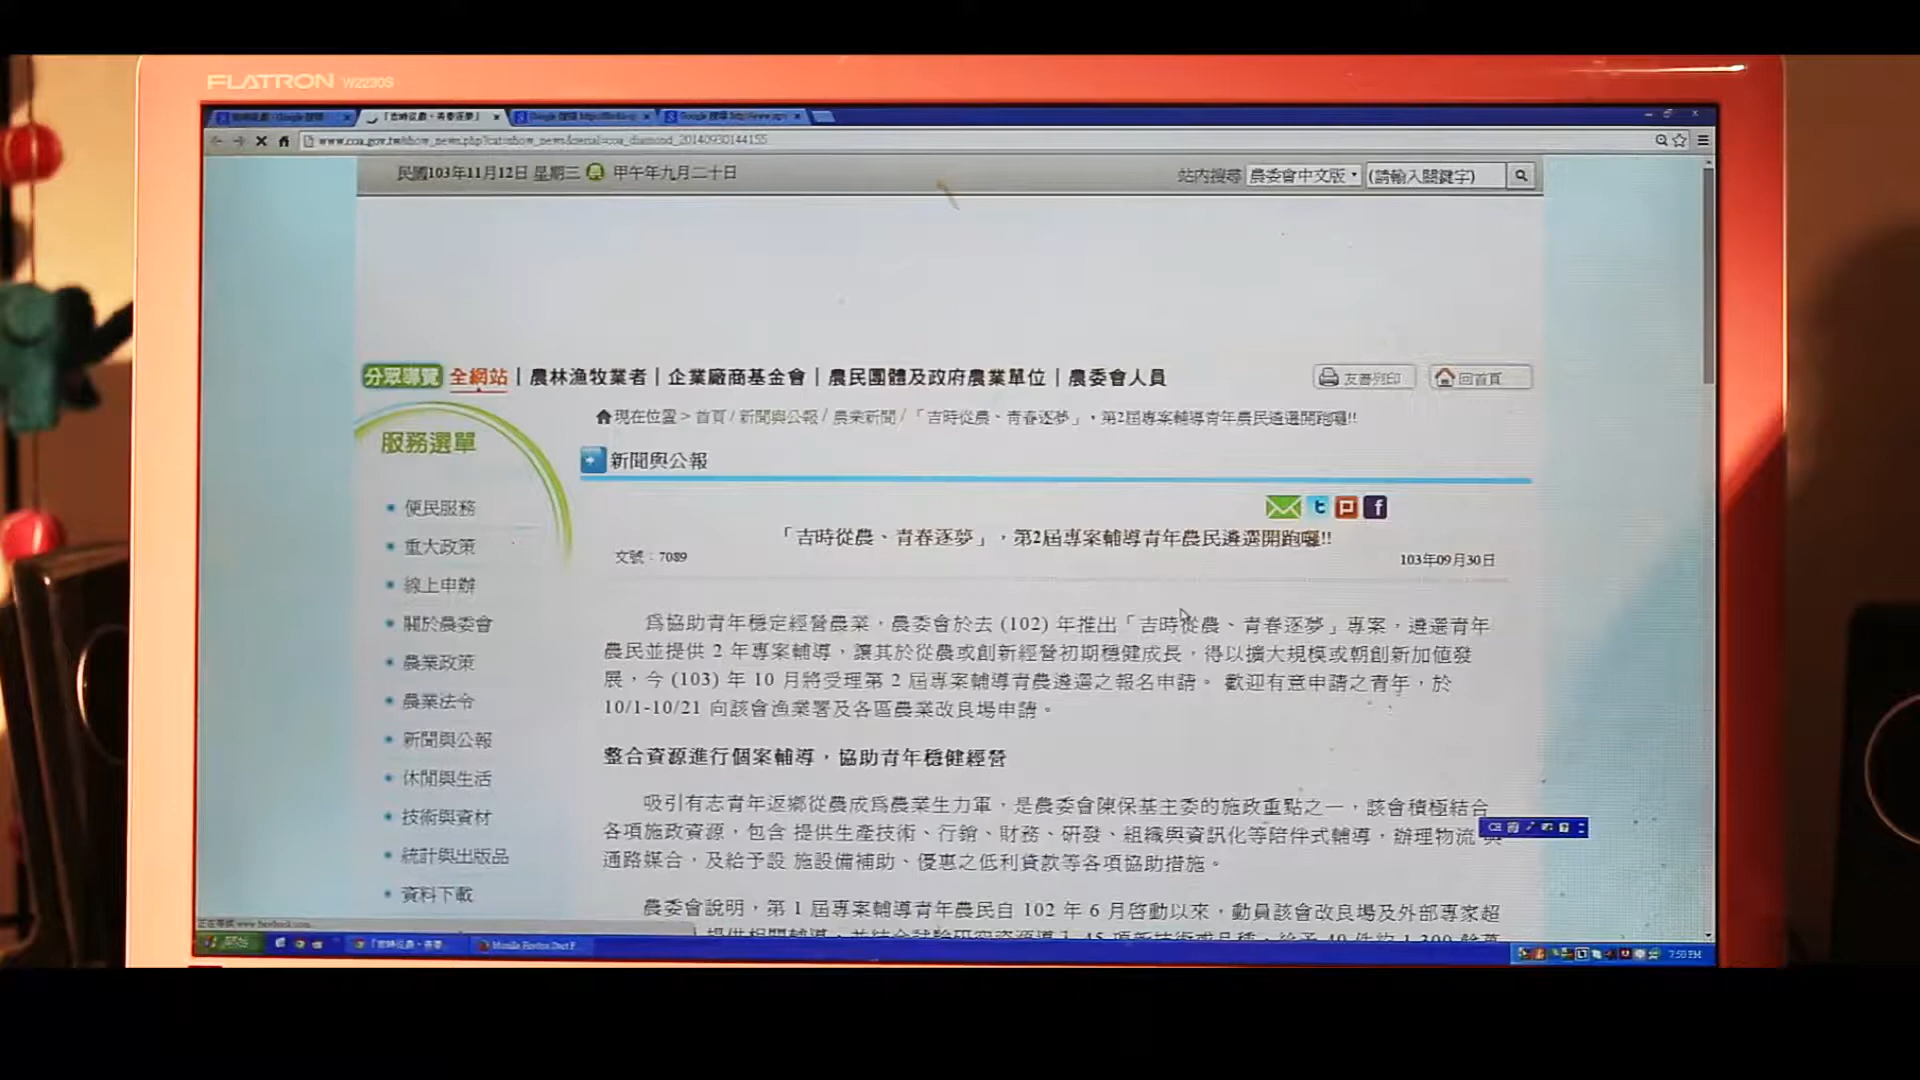 FLATRON W2230S
www.coa.gov.tw/show_news.php?cat=show_news&serial=coa_diamond_20140930144155
民國103年11月12日 星期三 甲午年九月二十日
站內搜尋 農委會中文版 (請輸入關鍵字)
分眾導覽 全網站 | 農林漁牧業者 | 企業廠商基金會 | 農民團體及政府農業單位 | 農委會人員
友善列印 回首頁
現在位置 > 首頁 / 新聞與公報 / 農業新聞 / 「吉時從農、青春逐夢」，第2屆專案輔導青年農民遴選開跑囉!!
服務選單
新聞與公報
便民服務
重大政策
線上申辦
關於農委會
農業政策
農業法令
新聞與公報
休閒與生活
技術與資材
統計與出版品
資料下載
「吉時從農、青春逐夢」，第2屆專案輔導青年農民遴選開跑囉!!
文號：7089
103年09月30日
為協助青年穩定經營農業，農委會於去 (102) 年推出「吉時從農、青春逐夢」專案，遴選青年
農民並提供 2 年專案輔導，讓其於從農或創新經營初期穩健成長，得以擴大規模或朝創新加值發
展，今 (103) 年 10 月將受理第 2 屆專案輔導青農遴選之報名申請。 歡迎有意申請之青年，於
10/1-10/21 向該會漁業署及各區農業改良場申請。
整合資源進行個案輔導，協助青年穩健經營
吸引有志青年返鄉從農成為農業生力軍，是農委會陳保基主委的施政重點之一，該會積極結合
各項施政資源，包含 提供生產技術、行銷、財務、研發、組織與資訊化等陪伴式輔導，辦理物流 與
通路媒合，及給予設 施設備補助、優惠之低利貸款等各項協助措施。
農委會說明，第 1 屆專案輔導青年農民自 102 年 6 月啓動以來，動員該會改良場及外部專家超
開始
7:50 PM